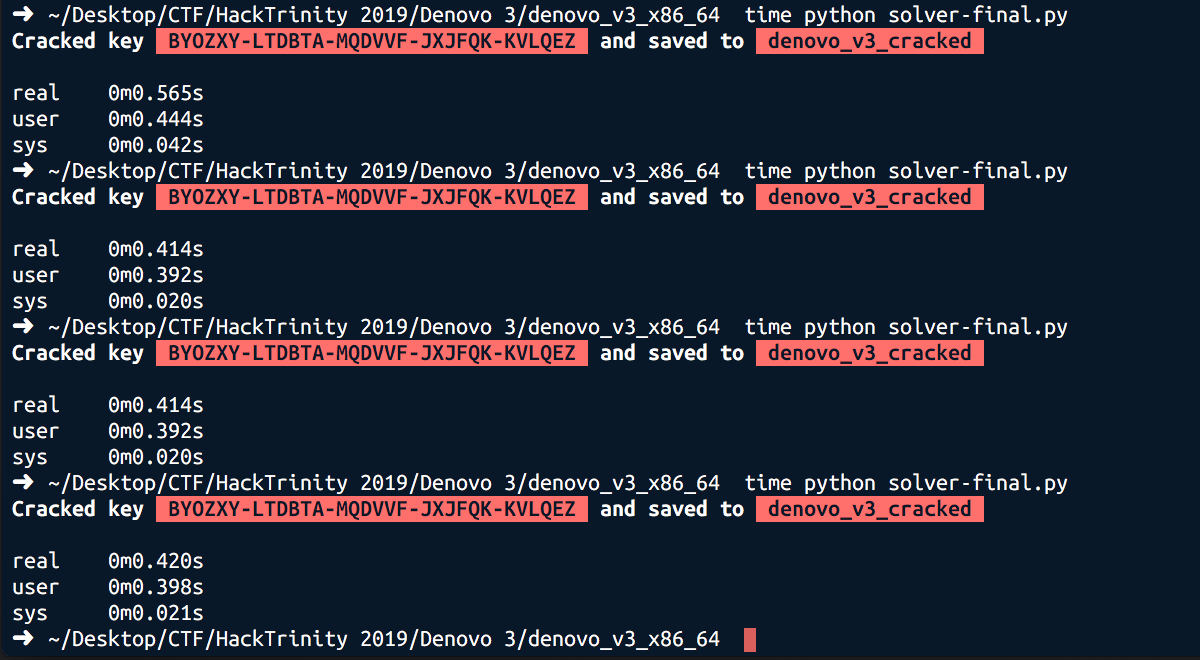 ➜ ~/Desktop/CTF/HackTrinity 2019/Denovo 3/denovo_v3_x86_64 time python solver-final.py
Cracked key BYOZXY-LTDBTA-MQDVVF-JXJFQK-KVLQEZ and saved to denovo_v3_cracked
real 0m0.565s
user 0m0.444s
sys 0m0.042s
➜ ~/Desktop/CTF/HackTrinity 2019/Denovo 3/denovo_v3_x86_64 time python solver-final.py
Cracked key BYOZXY-LTDBTA-MQDVVF-JXJFQK-KVLQEZ and saved to denovo_v3_cracked
real 0m0.414s
user 0m0.392s
sys 0m0.020s
➜ ~/Desktop/CTF/HackTrinity 2019/Denovo 3/denovo_v3_x86_64 time python solver-final.py
Cracked key BYOZXY-LTDBTA-MQDVVF-JXJFQK-KVLQEZ and saved to denovo_v3_cracked
real 0m0.414s
user 0m0.392s
sys 0m0.020s
➜ ~/Desktop/CTF/HackTrinity 2019/Denovo 3/denovo_v3_x86_64 time python solver-final.py
Cracked key BYOZXY-LTDBTA-MQDVVF-JXJFQK-KVLQEZ and saved to denovo_v3_cracked
real 0m0.420s
user 0m0.398s
sys 0m0.021s
➜ ~/Desktop/CTF/HackTrinity 2019/Denovo 3/denovo_v3_x86_64